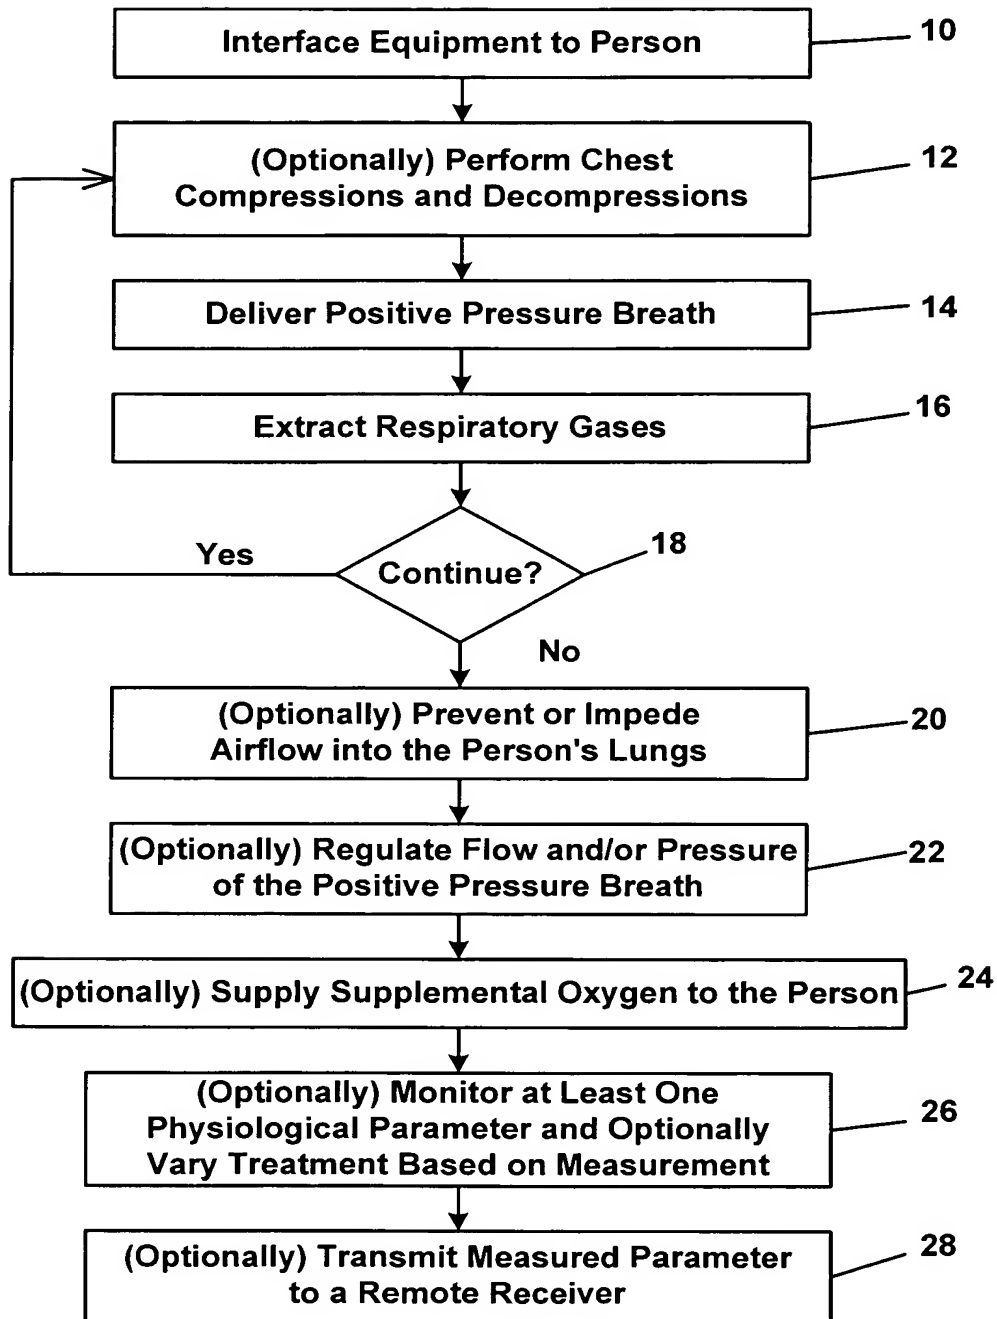 Interface Equipment to Person
10
(Optionally) Perform Chest
Compressions and Decompressions
12
Deliver Positive Pressure Breath
14
Extract Respiratory Gases
16
Continue?
18
Yes
No
(Optionally) Prevent or Impede
Airflow into the Person's Lungs
20
(Optionally) Regulate Flow and/or Pressure
of the Positive Pressure Breath
22
(Optionally) Supply Supplemental Oxygen to the Person
24
(Optionally) Monitor at Least One
Physiological Parameter and Optionally
Vary Treatment Based on Measurement
26
(Optionally) Transmit Measured Parameter
to a Remote Receiver
28